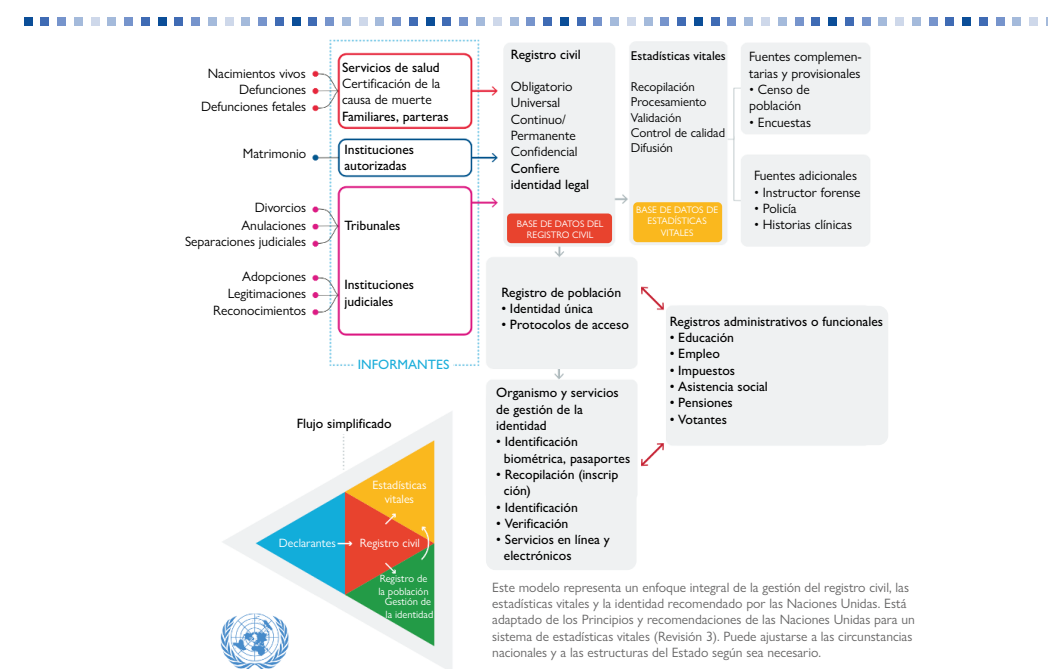 Nacimientos vivos
Defunciones
Defunciones fetales
Servicios de salud
Certificación de la
causa de muerte
Familiares, parteras
Matrimonio
Instituciones
autorizadas
Divorcios
Anulaciones
Separaciones judiciales
Tribunales
Adopciones
Legitimaciones
Reconocimientos
Instituciones
judiciales
INFORMANTES
Registro civil
Obligatorio
Universal
Continuo/
Permanente
Confidencial
Confiere
identidad legal
BASE DE DATOS DEL
REGISTRO CIVIL
Estadísticas vitales
Recopilación
Procesamiento
Validación
Control de calidad
Difusión
BASE DE DATOS DE
ESTADÍSTICAS
VITALES
Fuentes complemen-
tarias y provisionales
• Censo de
población
• Encuestas
Fuentes adicionales
• Instructor forense
• Policía
• Historias clínicas
Registro de población
• Identidad única
• Protocolos de acceso
Registros administrativos o funcionales
• Educación
• Empleo
• Impuestos
• Asistencia social
• Pensiones
• Votantes
Organismo y servicios
de gestión de la
identidad
• Identificación
biométrica, pasaportes
• Recopilación (inscrip
ción)
• Identificación
• Verificación
• Servicios en línea y
electrónicos
Flujo simplificado
Estadísticas
vitales
Declarantes
Registro civil
Registro de
la población
Gestión de
la identidad
Este modelo representa un enfoque integral de la gestión del registro civil, las
estadísticas vitales y la identidad recomendado por las Naciones Unidas. Está
adaptado de los Principios y recomendaciones de las Naciones Unidas para un
sistema de estadísticas vitales (Revisión 3). Puede ajustarse a las circunstancias
nacionales y a las estructuras del Estado según sea necesario.